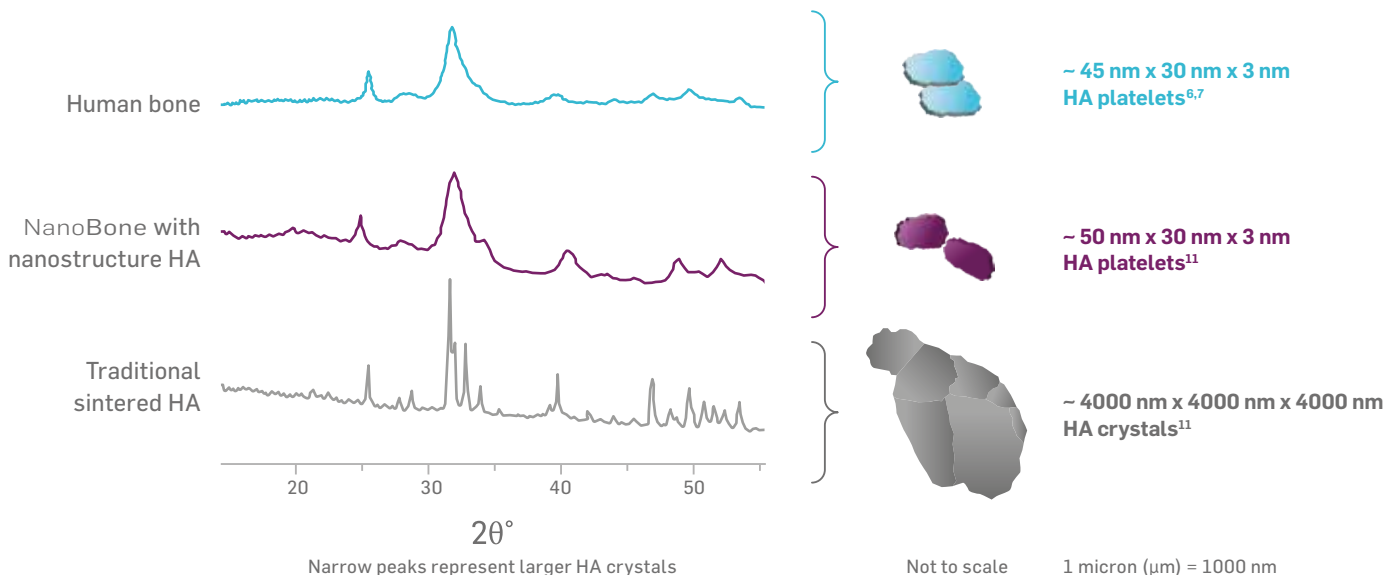 Human bone
~ 45 nm x 30 nm x 3 nm
HA platelets6,7
NanoBone with
nanostructure HA
~ 50 nm x 30 nm x 3 nm
HA platelets11
Traditional
sintered HA
~ 4000 nm x 4000 nm x 4000 nm
HA crystals11
20 30 40 50
2θ°
Narrow peaks represent larger HA crystals
Not to scale
1 micron (µm) = 1000 nm